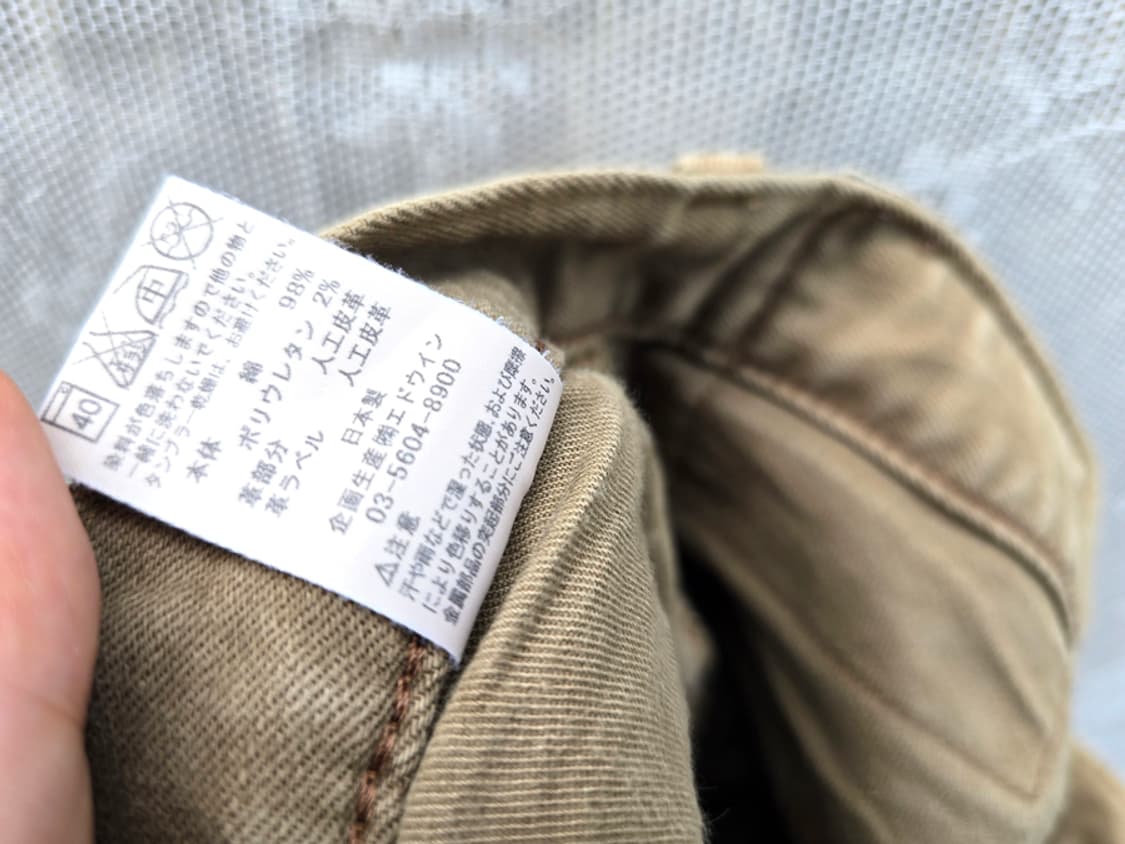 40
中
染料が色落ちしますので他の物と
一緒に洗わないでください。
タンブラー乾燥は、お避けください。
本体 綿 98%
ポリウレタン 2%
革部分 人工皮革
革ラベル 人工皮革
日本製
企画生産 ㈱エドウイン
03-5604-8900
⚠注意
汗や雨などで湿った状態、および摩擦
により色移りすることがあります。
金属部品の突起部分にご注意ください。